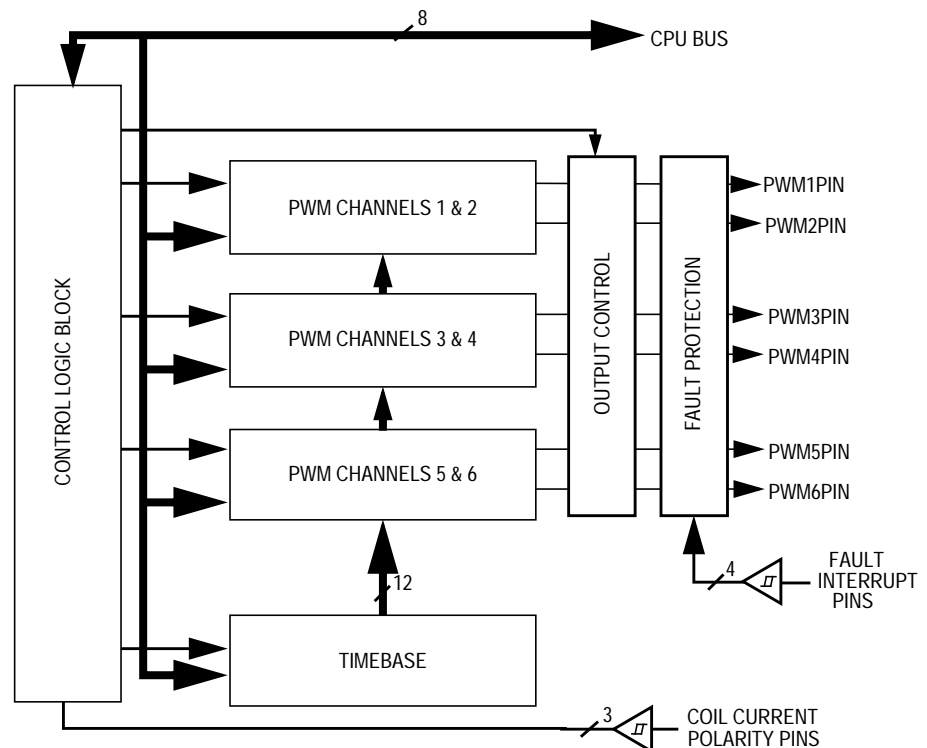 8
CPU BUS
CONTROL LOGIC BLOCK
PWM CHANNELS 1 & 2
PWM CHANNELS 3 & 4
PWM CHANNELS 5 & 6
12
TIMEBASE
OUTPUT CONTROL
FAULT PROTECTION
PWM1PIN
PWM2PIN
PWM3PIN
PWM4PIN
PWM5PIN
PWM6PIN
4
FAULT
INTERRUPT
PINS
3
COIL CURRENT
POLARITY PINS